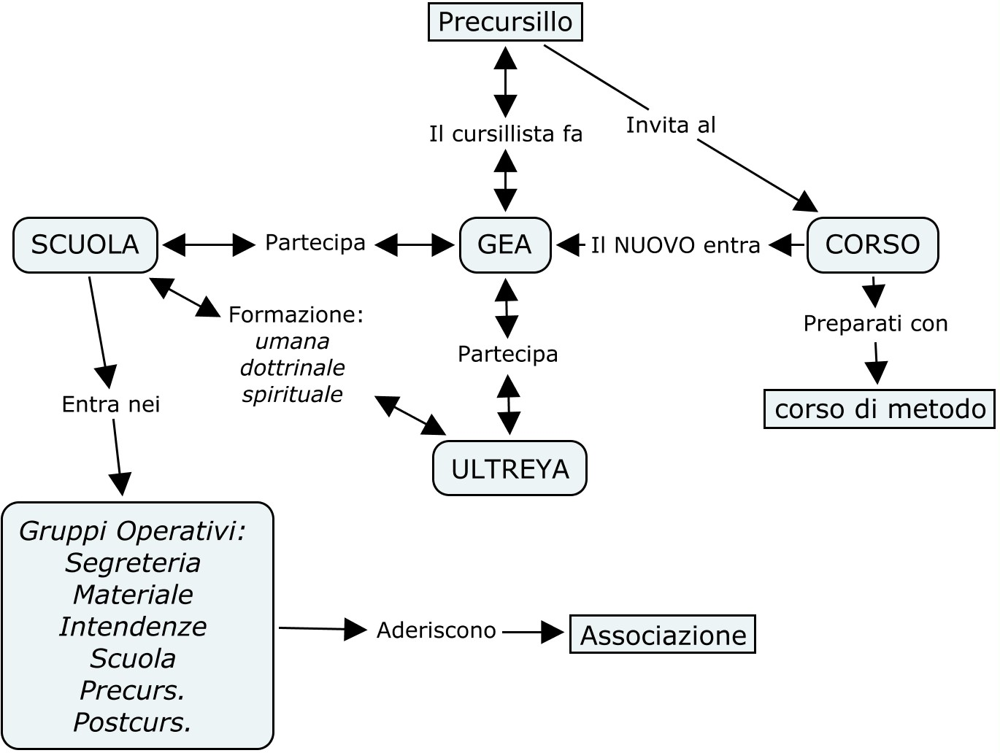 Precursillo
Invita al
Il cursillista fa
SCUOLA
Partecipa
GEA
Il NUOVO entra
CORSO
Formazione:
umana
dottrinale
spirituale
Preparati con
Partecipa
Entra nei
corso di metodo
ULTREYA
Gruppi Operativi:
Segreteria
Materiale
Intendenze
Scuola
Precurs.
Postcurs.
Aderiscono
Associazione